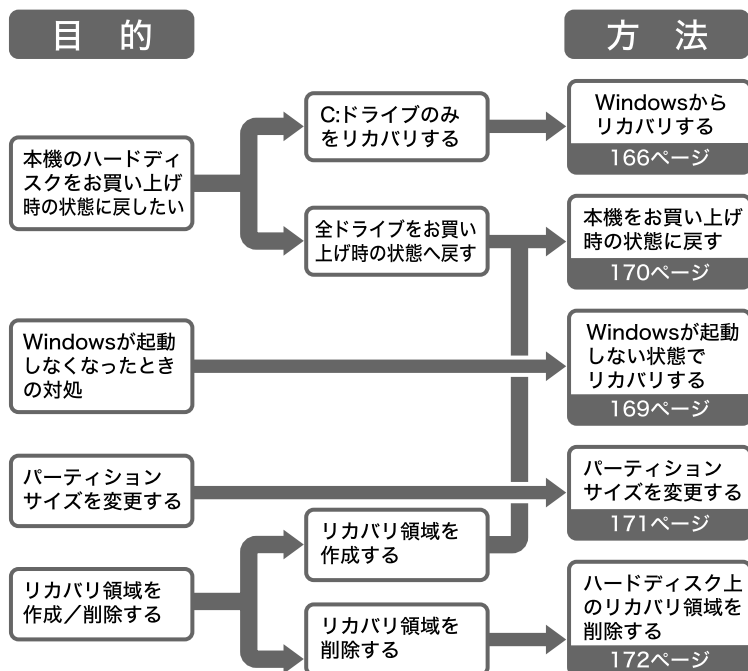 目 的
方 法
本機のハードディ
スクをお買い上げ
時の状態に戻したい
C:ドライブのみ
をリカバリする
Windowsから
リカバリする
166ページ
全ドライブをお買い
上げ時の状態へ戻す
本機をお買い上げ
時の状態に戻す
170ページ
Windowsが起動
しなくなったとき
の対処
Windowsが起動
しない状態で
リカバリする
169ページ
パーティション
サイズを変更する
パーティション
サイズを変更する
171ページ
リカバリ領域を
作成/削除する
リカバリ領域を
作成する
リカバリ領域を
削除する
ハードディスク上
のリカバリ領域を
削除する
172ページ